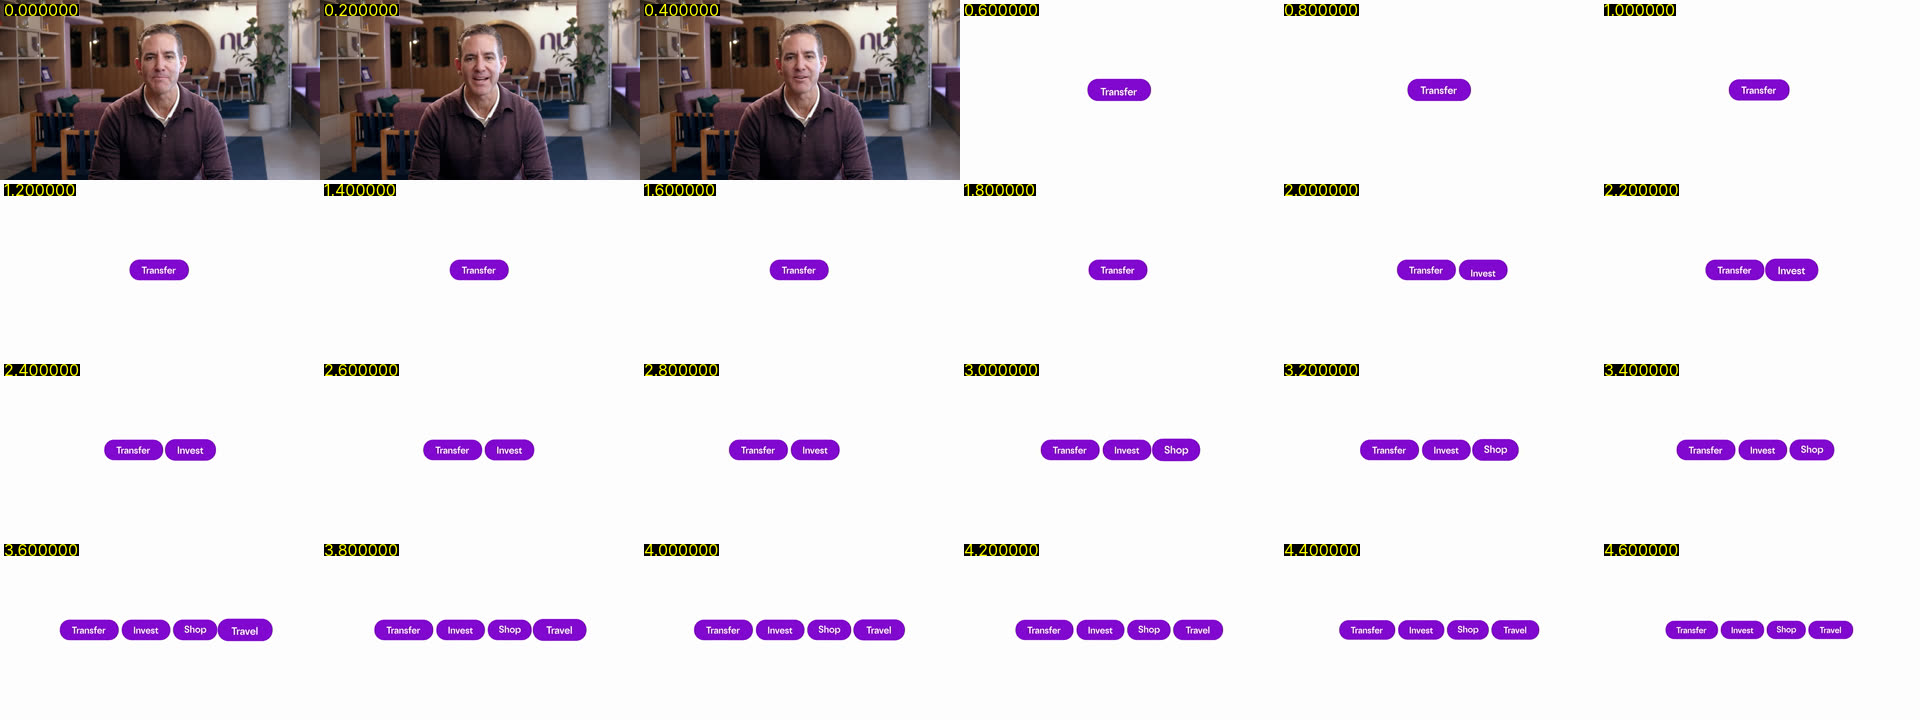 0.000000 0.200000 0.400000 0.600000 0.800000 1.000000
nu nu nu
Transfer Transfer Transfer
1.200000 1.400000 1.600000 1.800000 2.000000 2.200000
Transfer Transfer Transfer Transfer Transfer Invest Transfer Invest
2.400000 2.600000 2.800000 3.000000 3.200000 3.400000
Transfer Invest Transfer Invest Transfer Invest Transfer Invest Shop Transfer Invest Shop Transfer Invest Shop
3.600000 3.800000 4.000000 4.200000 4.400000 4.600000
Transfer Invest Shop Travel Transfer Invest Shop Travel Transfer Invest Shop Travel Transfer Invest Shop Travel Transfer Invest Shop Travel Transfer Invest Shop Travel